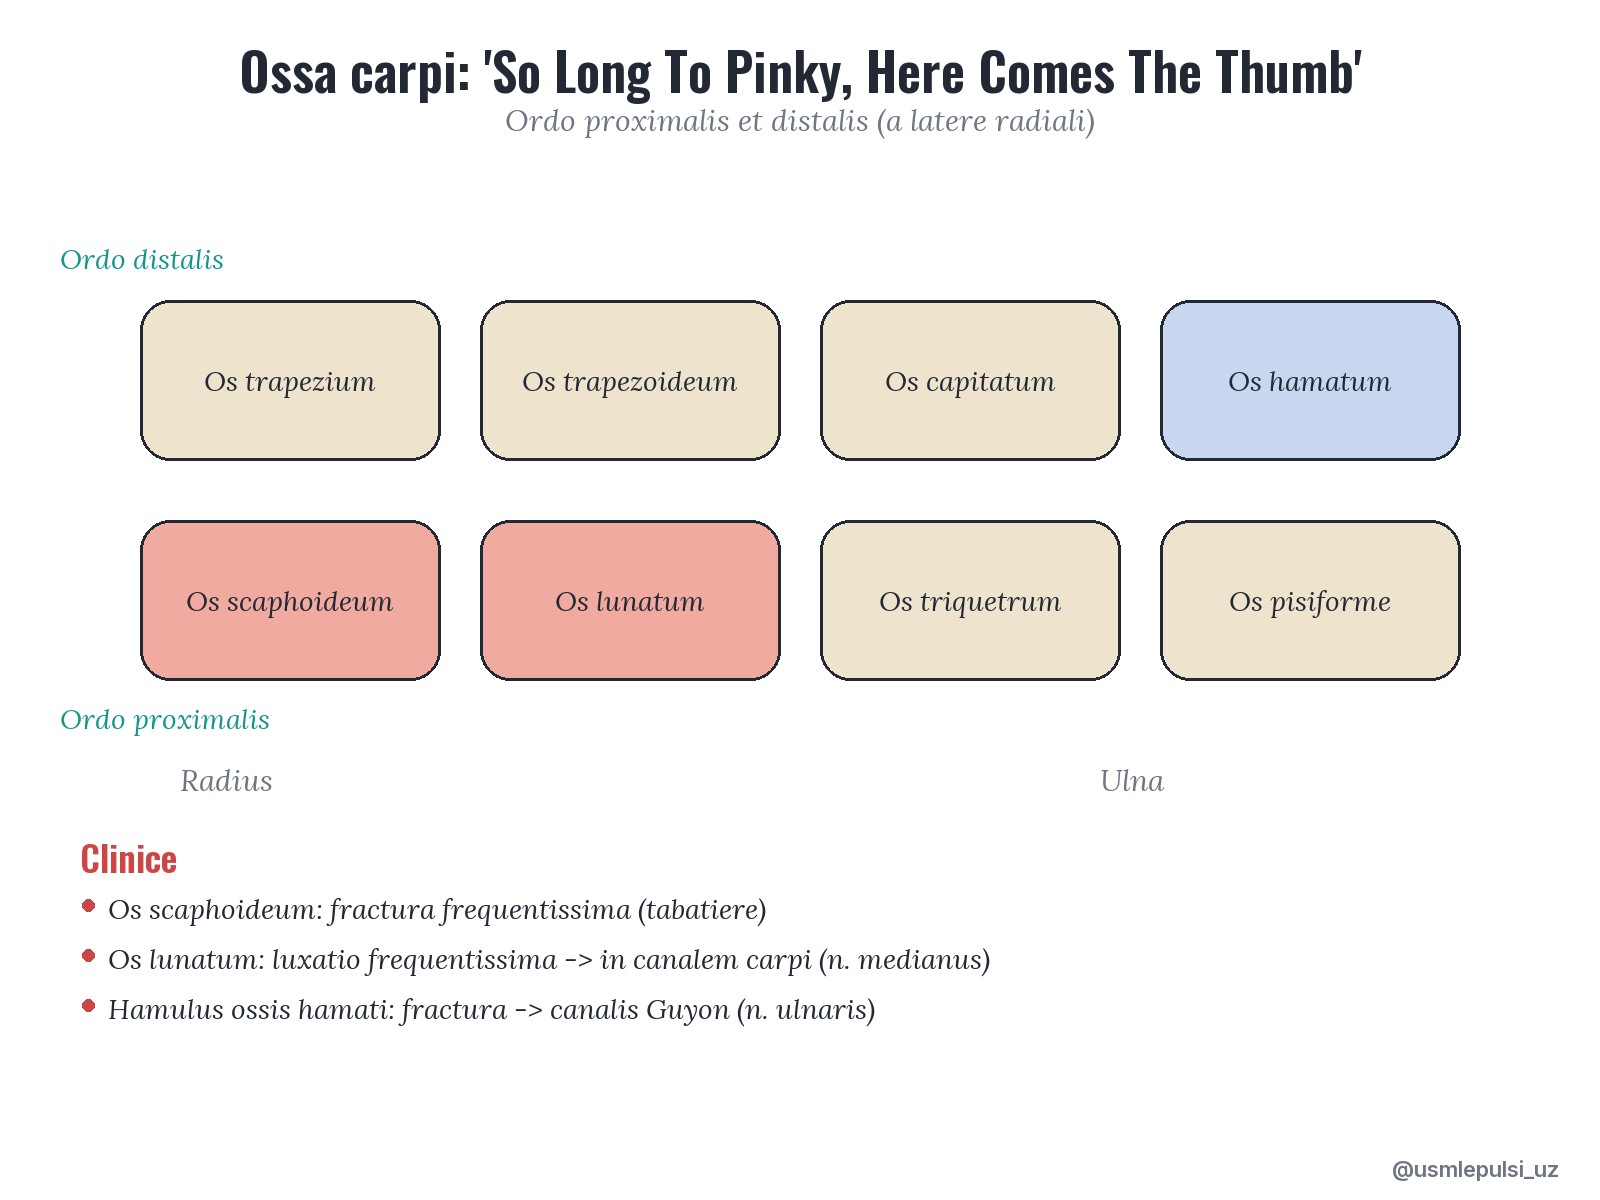 Ossa carpi: 'So Long To Pinky, Here Comes The Thumb'
Ordo proximalis et distalis (a latere radiali)
Ordo distalis
Os trapezium
Os trapezoideum
Os capitatum
Os hamatum
Os scaphoideum
Os lunatum
Os triquetrum
Os pisiforme
Ordo proximalis
Radius
Ulna
Clinice
Os scaphoideum: fractura frequentissima (tabatiere)
Os lunatum: luxatio frequentissima -> in canalem carpi (n. medianus)
Hamulus ossis hamati: fractura -> canalis Guyon (n. ulnaris)
@usmlepulsi_uz